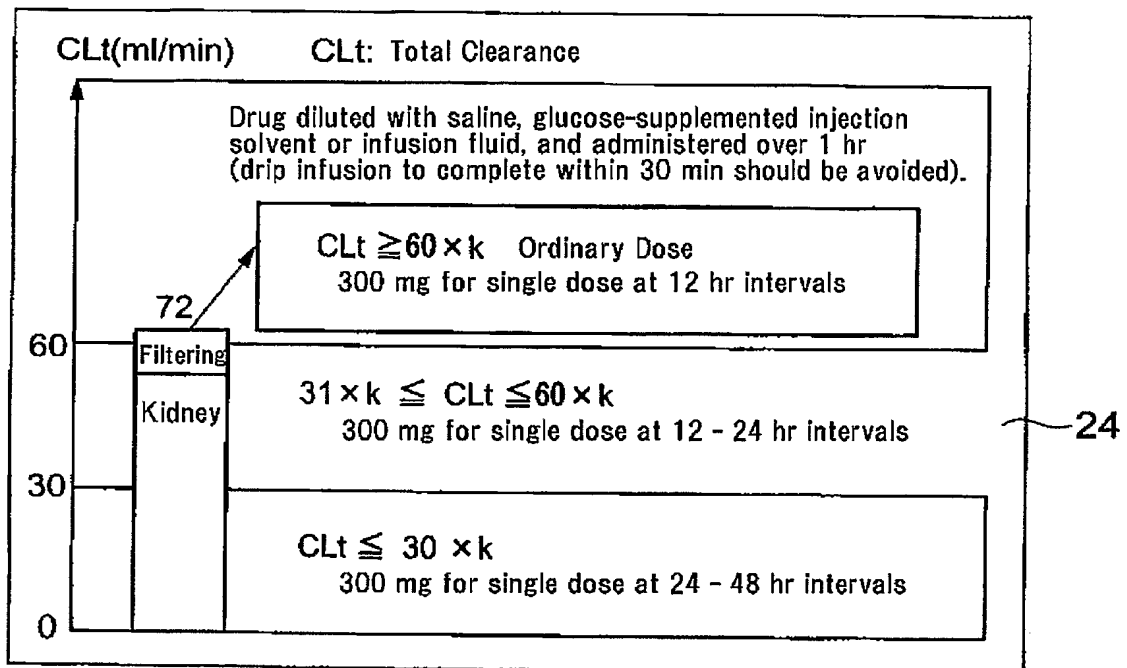 CLt(ml/min) CLt: Total Clearance
Drug diluted with saline, glucose-supplemented injection
solvent or infusion fluid, and administered over 1 hr
(drip infusion to complete within 30 min should be avoided).
CLt ≧60×k Ordinary Dose
300 mg for single dose at 12 hr intervals
72
60
Filtering
Kidney
31×k ≦ CLt ≦60×k
300 mg for single dose at 12 - 24 hr intervals
24
30
CLt ≦ 30 ×k
300 mg for single dose at 24 - 48 hr intervals
0